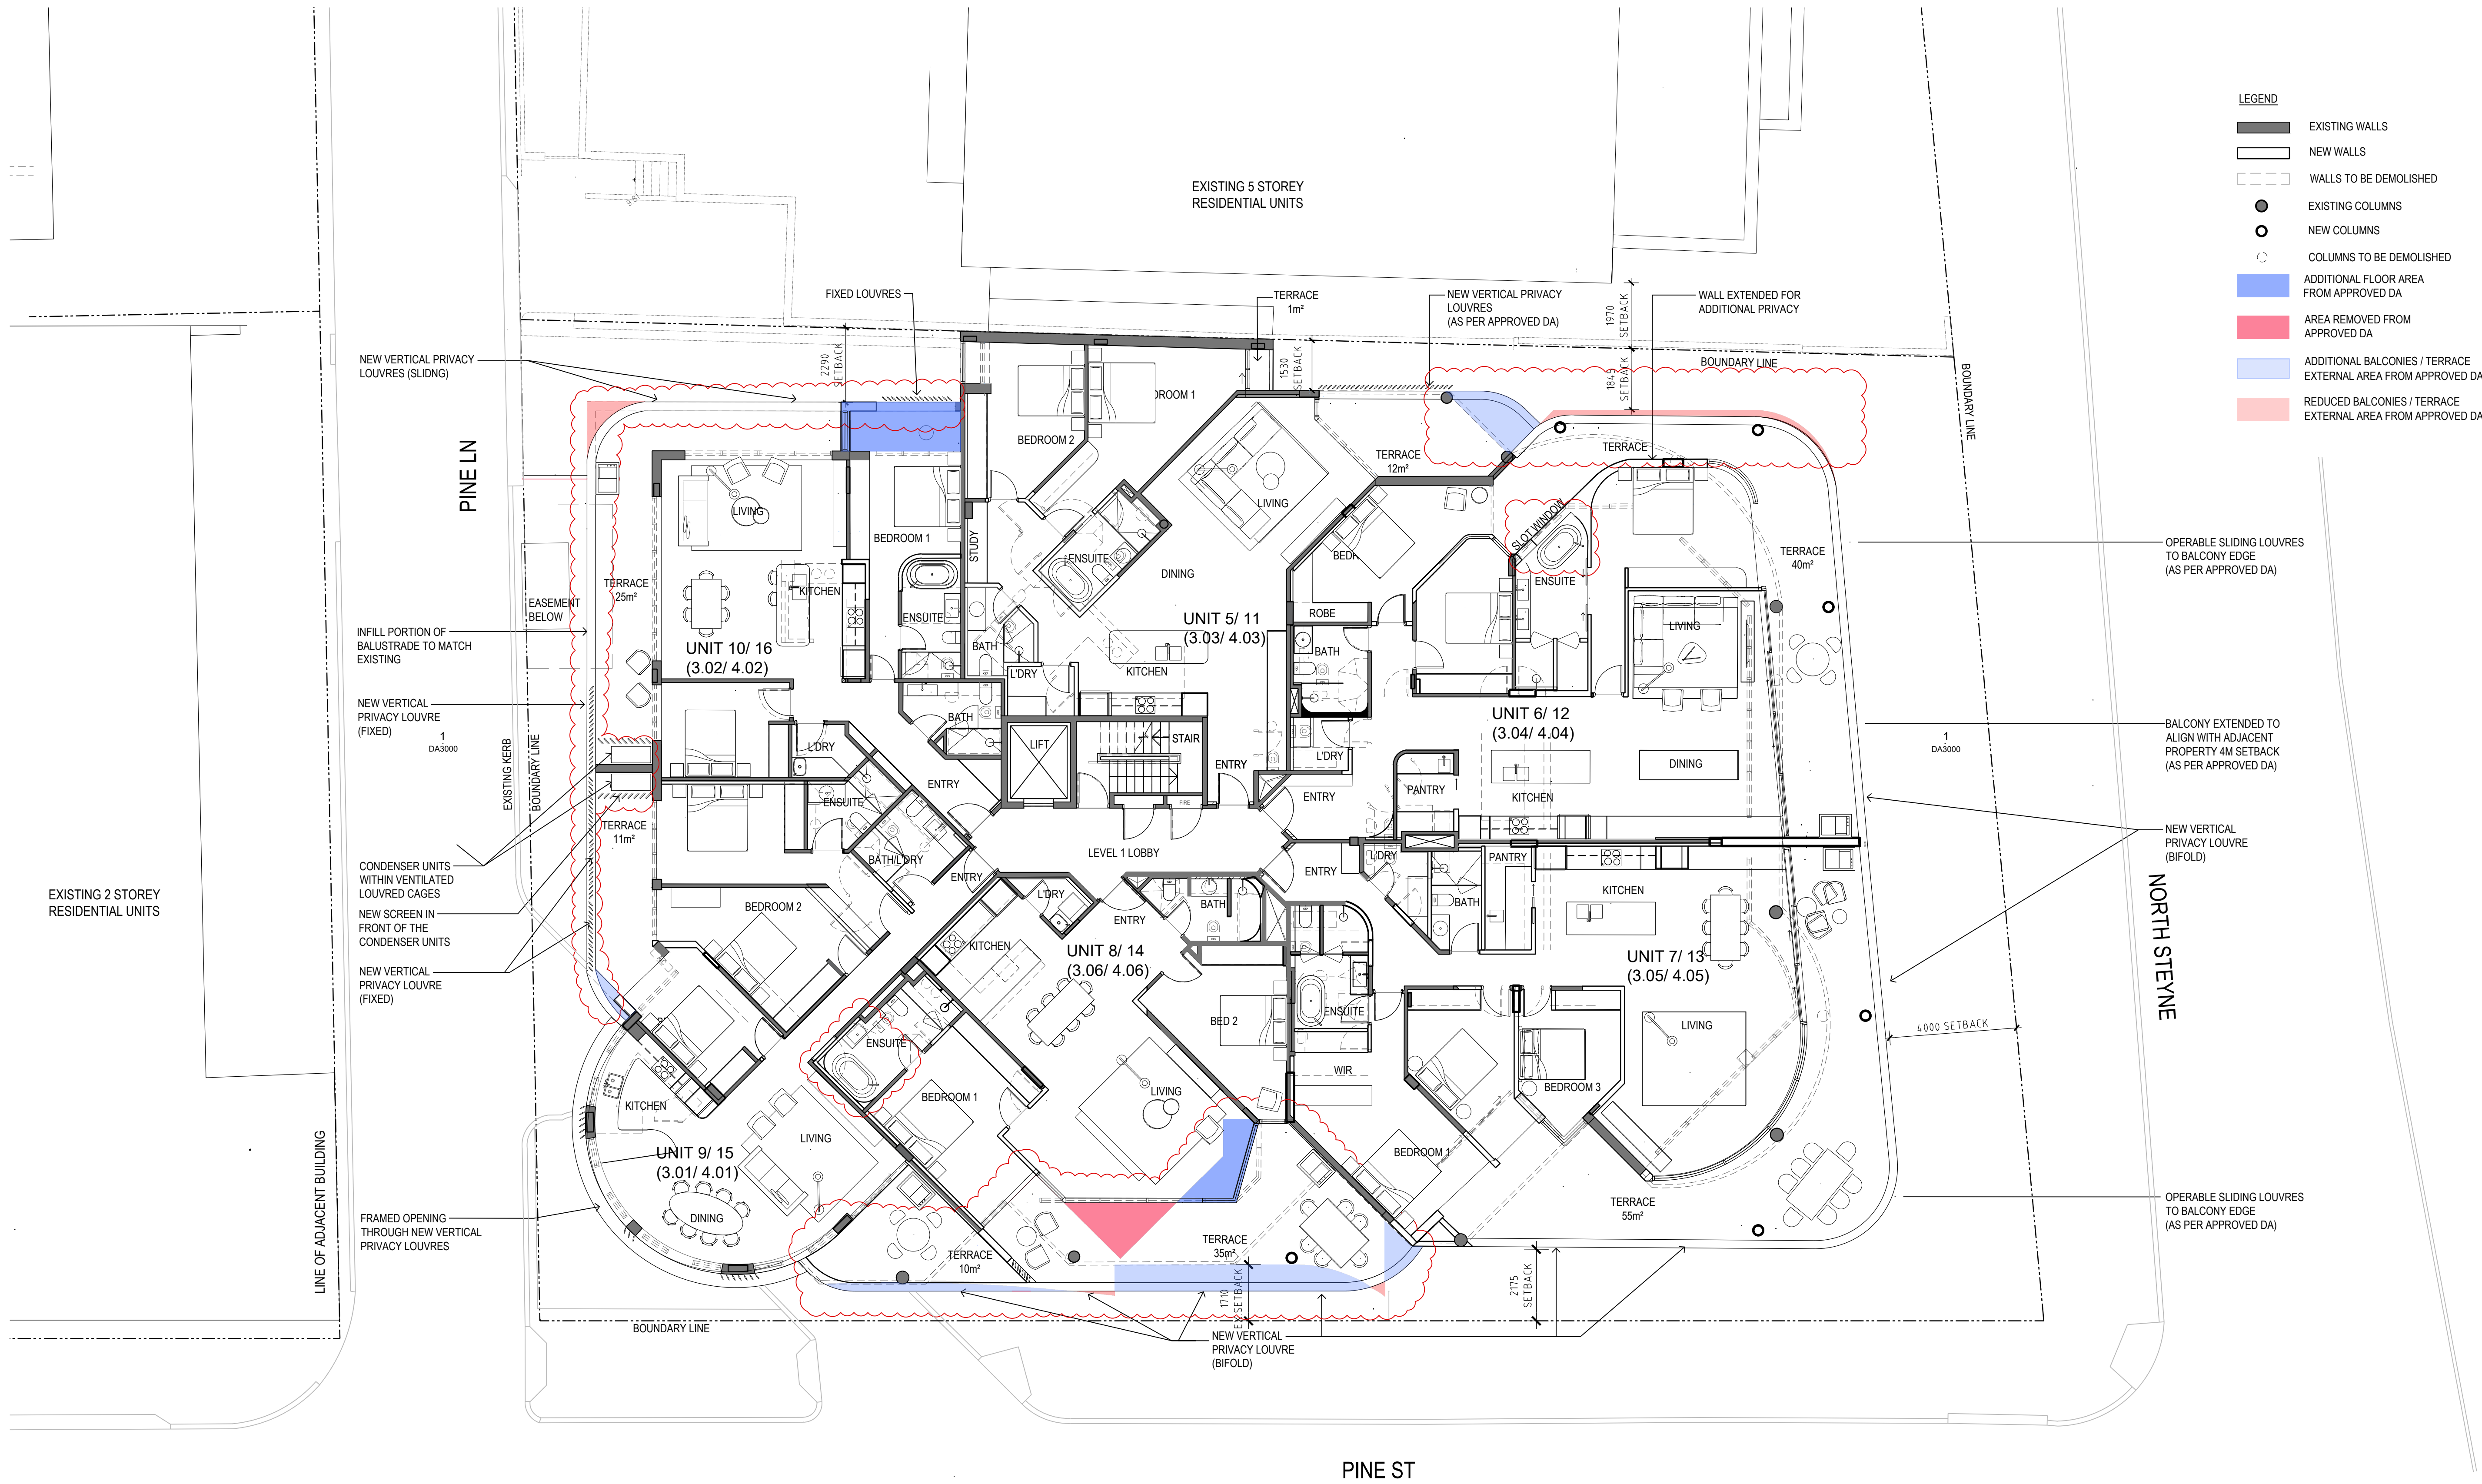 LEGEND
EXISTING WALLS
NEW WALLS
WALLS TO BE DEMOLISHED
EXISTING COLUMNS
NEW COLUMNS
COLUMNS TO BE DEMOLISHED
ADDITIONAL FLOOR AREA
FROM APPROVED DA
AREA REMOVED FROM
APPROVED DA
ADDITIONAL BALCONIES / TERRACE
EXTERNAL AREA FROM APPROVED DA
REDUCED BALCONIES / TERRACE
EXTERNAL AREA FROM APPROVED DA
EXISTING 5 STOREY
RESIDENTIAL UNITS
9.81
FIXED LOUVRES
TERRACE
1m²
NEW VERTICAL PRIVACY
LOUVRES
(AS PER APPROVED DA)
1970
SETBACK
WALL EXTENDED FOR
ADDITIONAL PRIVACY
NEW VERTICAL PRIVACY
LOUVRES (SLIDNG)
2290
SETBACK
1530
SETBACK
1849
SETBACK
BOUNDARY LINE
BOUNDARY LINE
PINE LN
BEDROOM 2
DROOM 1
TERRACE
12m²
TERRACE
LIVING
LIVING
BEDROOM 1
STUDY
ENSUITE
DINING
SLOT WINDOW
ENSUITE
TERRACE
40m²
OPERABLE SLIDING LOUVRES
TO BALCONY EDGE
(AS PER APPROVED DA)
TERRACE
25m²
EASEMENT
BELOW
KITCHEN
ENSUITE
ROBE
UNIT 5/ 11
(3.03/ 4.03)
LIVING
INFILL PORTION OF
BALUSTRADE TO MATCH
EXISTING
UNIT 10/ 16
(3.02/ 4.02)
BATH
L'DRY
KITCHEN
BATH
NEW VERTICAL
PRIVACY LOUVRE
(FIXED)
1
DA3000
EXISTING KERB
BOUNDARY LINE
L'DRY
BATH
LIFT
STAIR
UNIT 6/ 12
(3.04/ 4.04)
BALCONY EXTENDED TO
ALIGN WITH ADJACENT
PROPERTY 4M SETBACK
(AS PER APPROVED DA)
1
DA3000
L'DRY
DINING
ENTRY
ENTRY
ENTRY
PANTRY
KITCHEN
FIRE
ENSUITE
TERRACE
11m²
NEW VERTICAL
PRIVACY LOUVRE
(BIFOLD)
LEVEL 1 LOBBY
BATH/L'DRY
ENTRY
ENTRY
L'DRY
PANTRY
CONDENSER UNITS
WITHIN VENTILATED
LOUVRED CAGES
EXISTING 2 STOREY
RESIDENTIAL UNITS
NEW SCREEN IN
FRONT OF THE
CONDENSER UNITS
BEDROOM 2
L'DRY
ENTRY
BATH
BATH
KITCHEN
NORTH STEYNE
KITCHEN
UNIT 8/ 14
(3.06/ 4.06)
UNIT 7/ 13
(3.05/ 4.05)
NEW VERTICAL
PRIVACY LOUVRE
(FIXED)
BED 2
ENSUITE
LIVING
4000 SETBACK
ENSUITE
WIR
BEDROOM 3
BEDROOM 1
LIVING
KITCHEN
LIVING
UNIT 9/ 15
(3.01/ 4.01)
BEDROOM 1
LINE OF ADJACENT BUILDING
FRAMED OPENING
THROUGH NEW VERTICAL
PRIVACY LOUVRES
DINING
TERRACE
10m²
TERRACE
35m²
TERRACE
55m²
OPERABLE SLIDING LOUVRES
TO BALCONY EDGE
(AS PER APPROVED DA)
1710
SETBACK
2175
SETBACK
BOUNDARY LINE
NEW VERTICAL
PRIVACY LOUVRE
(BIFOLD)
PINE ST